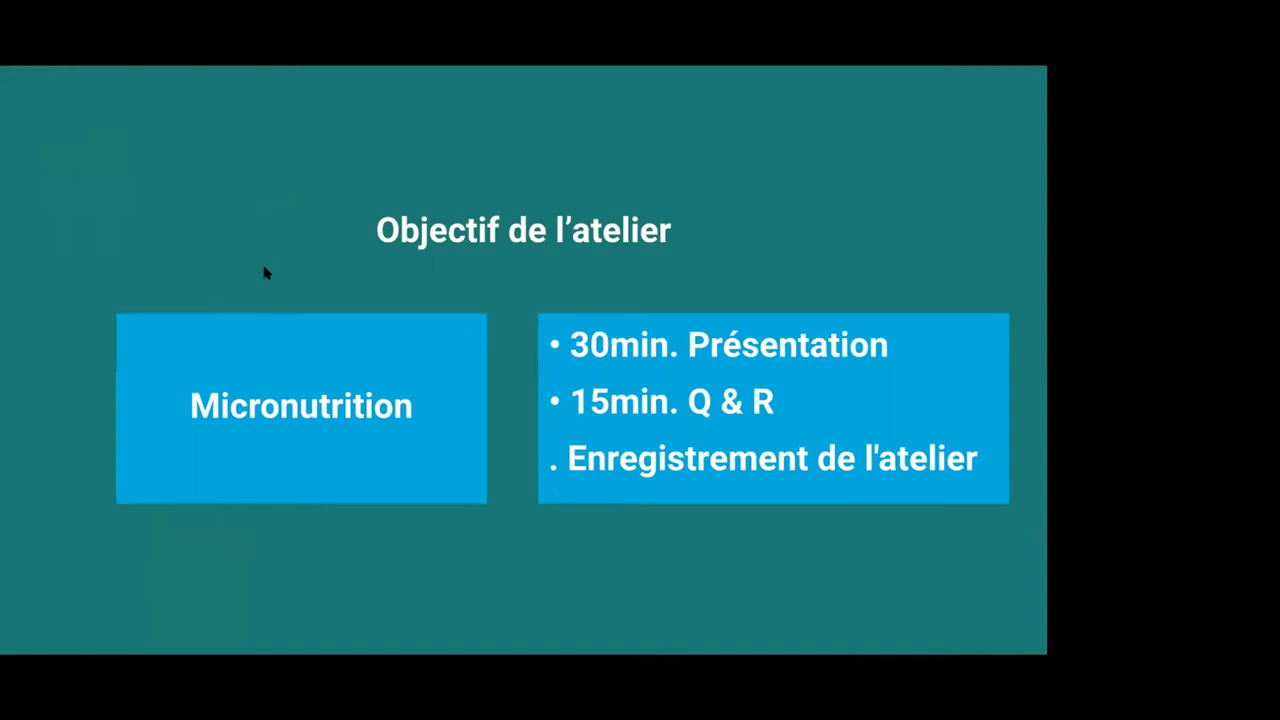 Objectif de l’atelier
Micronutrition
• 30min. Présentation
• 15min. Q & R
. Enregistrement de l'atelier